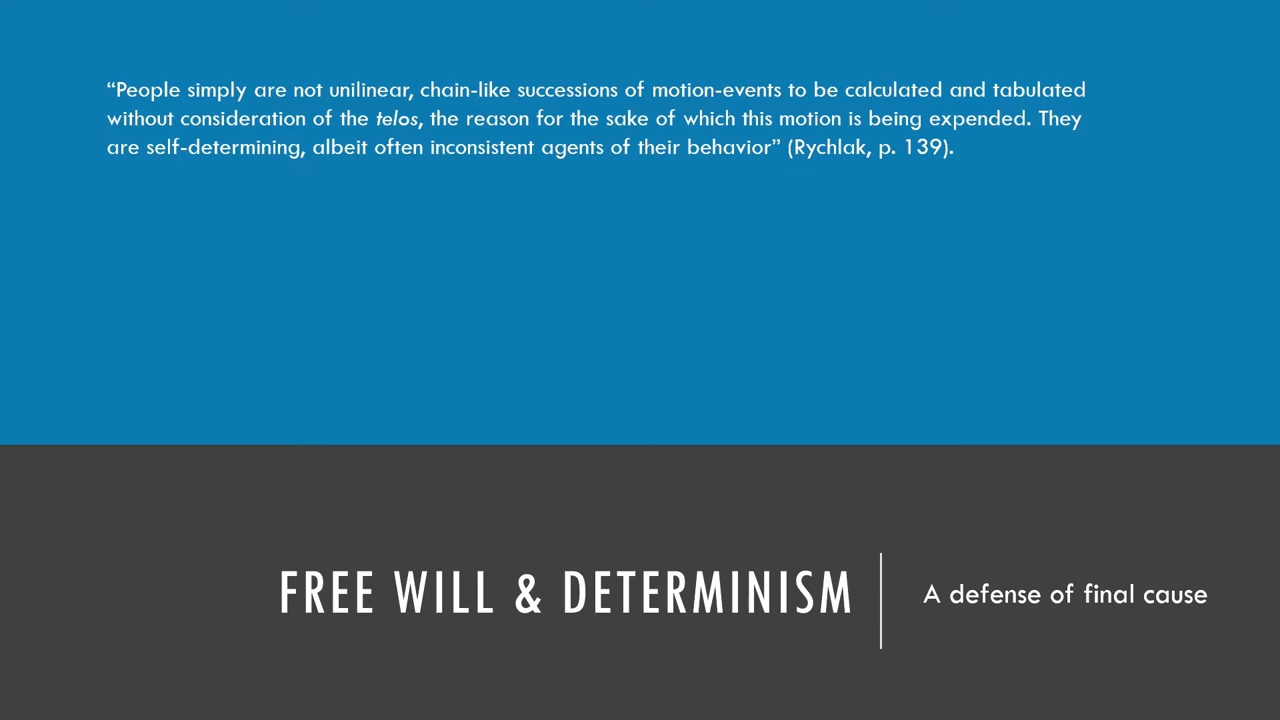 “People simply are not unilinear, chain-like successions of motion-events to be calculated and tabulated
without consideration of the telos, the reason for the sake of which this motion is being expended. They
are self-determining, albeit often inconsistent agents of their behavior” (Rychlak, p. 139).
FREE WILL & DETERMINISM
A defense of final cause